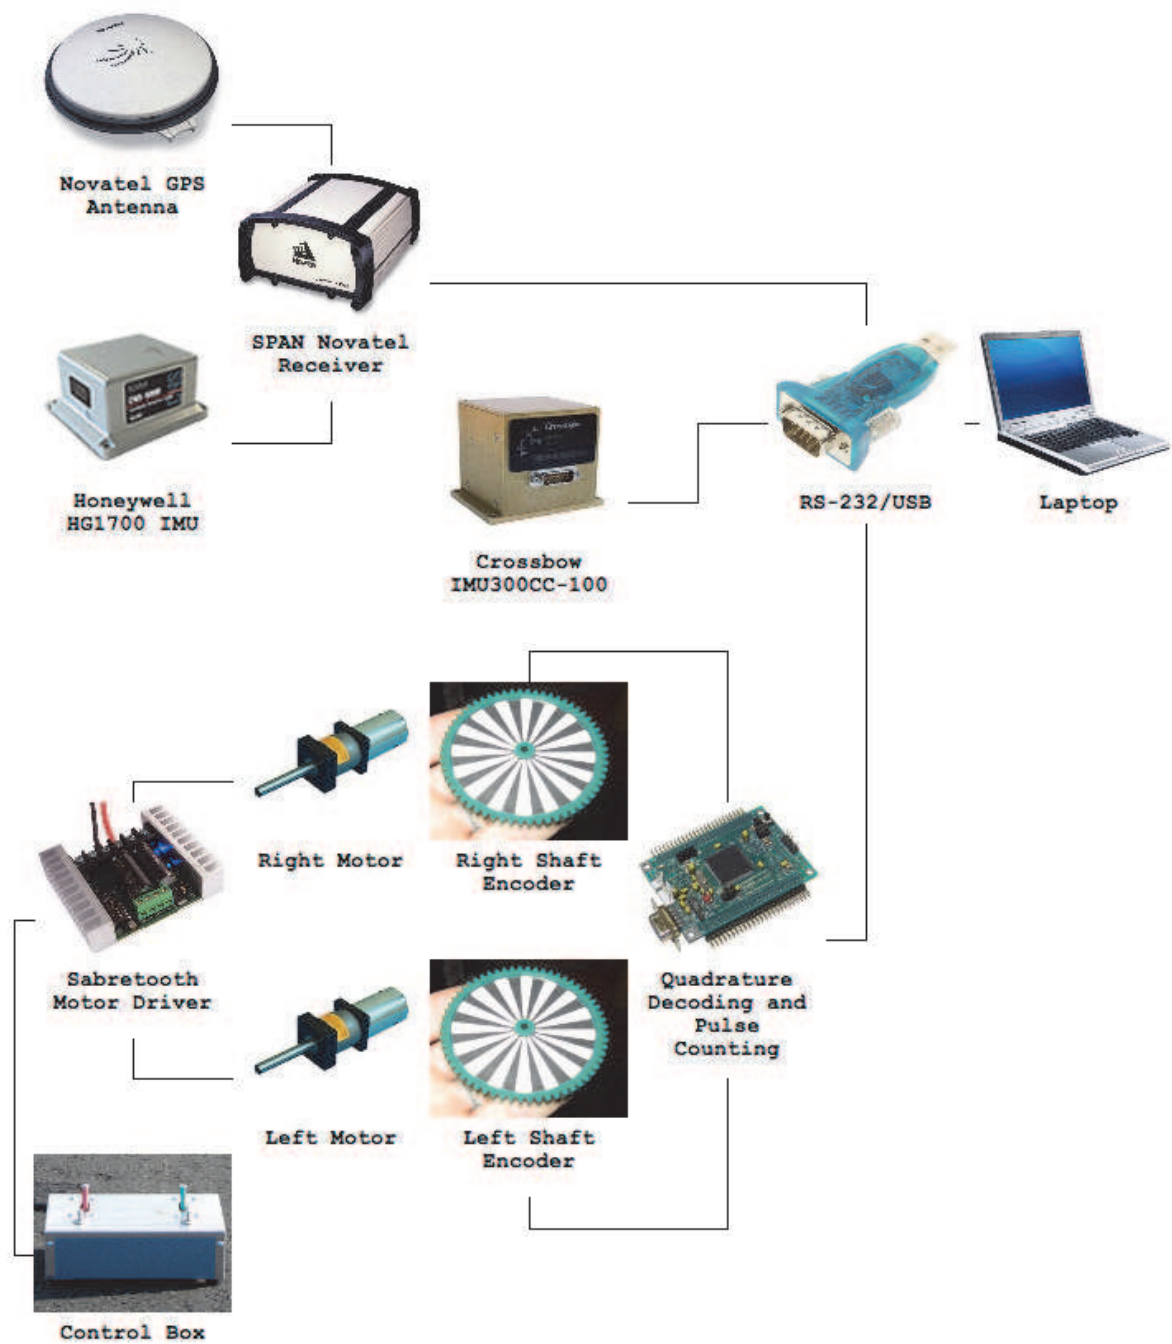 Novatel GPS
Antenna
SPAN Novatel
Receiver
Honeywell
HG1700 IMU
Crossbow
IMU300CC-100
RS-232/USB
Laptop
Right Motor
Right Shaft
Encoder
Sabretooth
Motor Driver
Quadrature
Decoding and
Pulse
Counting
Left Motor
Left Shaft
Encoder
Control Box